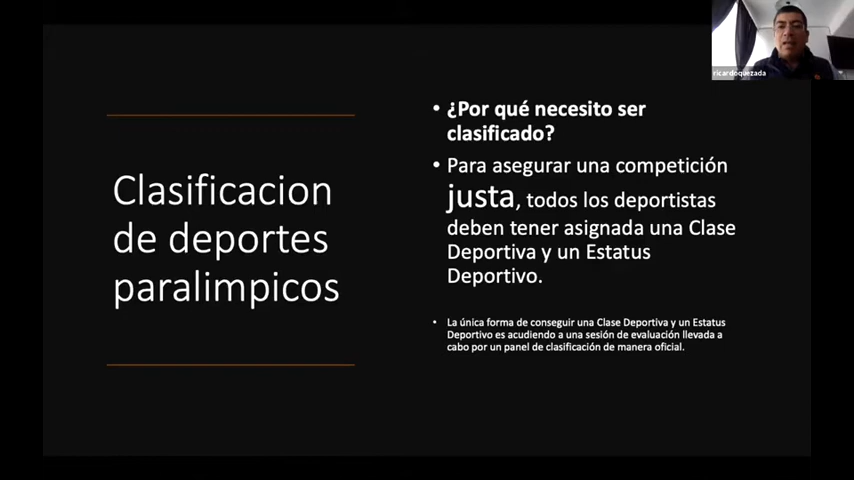 ricardoquezada
Clasificacion
de deportes
paralimpicos
• ¿Por qué necesito ser
clasificado?
• Para asegurar una competición
justa, todos los deportistas
deben tener asignada una Clase
Deportiva y un Estatus
Deportivo.
• La única forma de conseguir una Clase Deportiva y un Estatus
Deportivo es acudiendo a una sesión de evaluación llevada a
cabo por un panel de clasificación de manera oficial.